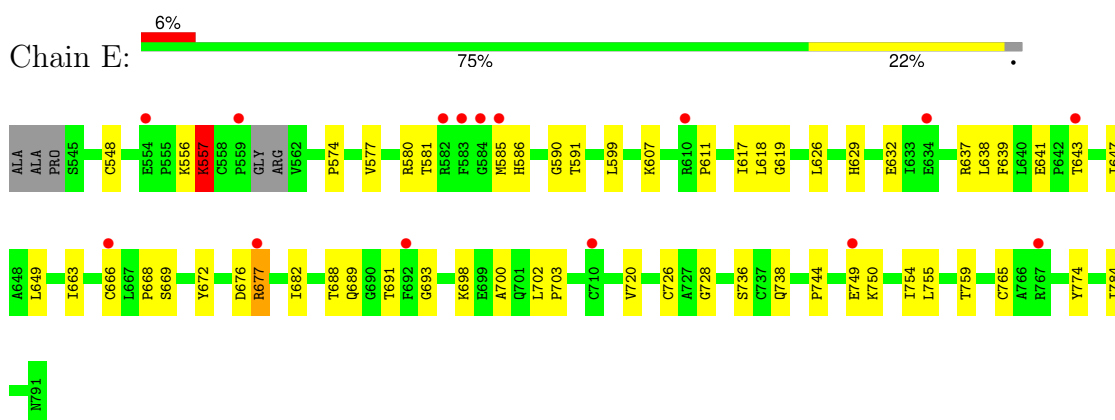 6%
Chain E:
75% 22% •
ALA ALA PRO S545 C548 E554 P555 K556 K557 C558 P559 GLY ARG V562 P574 V577 R580 T581 R582 F583 G584 M585 H586 G590 T591 L599 K607 R610 P611 I617 L618 G619 L626 H629 E632 I633 E634 R637 L638 F639 L640 E641 P642 T643
A648 L649 I663 C666 L667 P668 S669 Y672 D676 R677 I682 T688 Q689 G690 T691 F692 G693 K698 E699 A700 Q701 L702 P703 C710 V720 C726 A727 G728 S736 C737 Q738 P744 E749 K750 I754 L755 T759 C765 A766 R767 Y774
N791